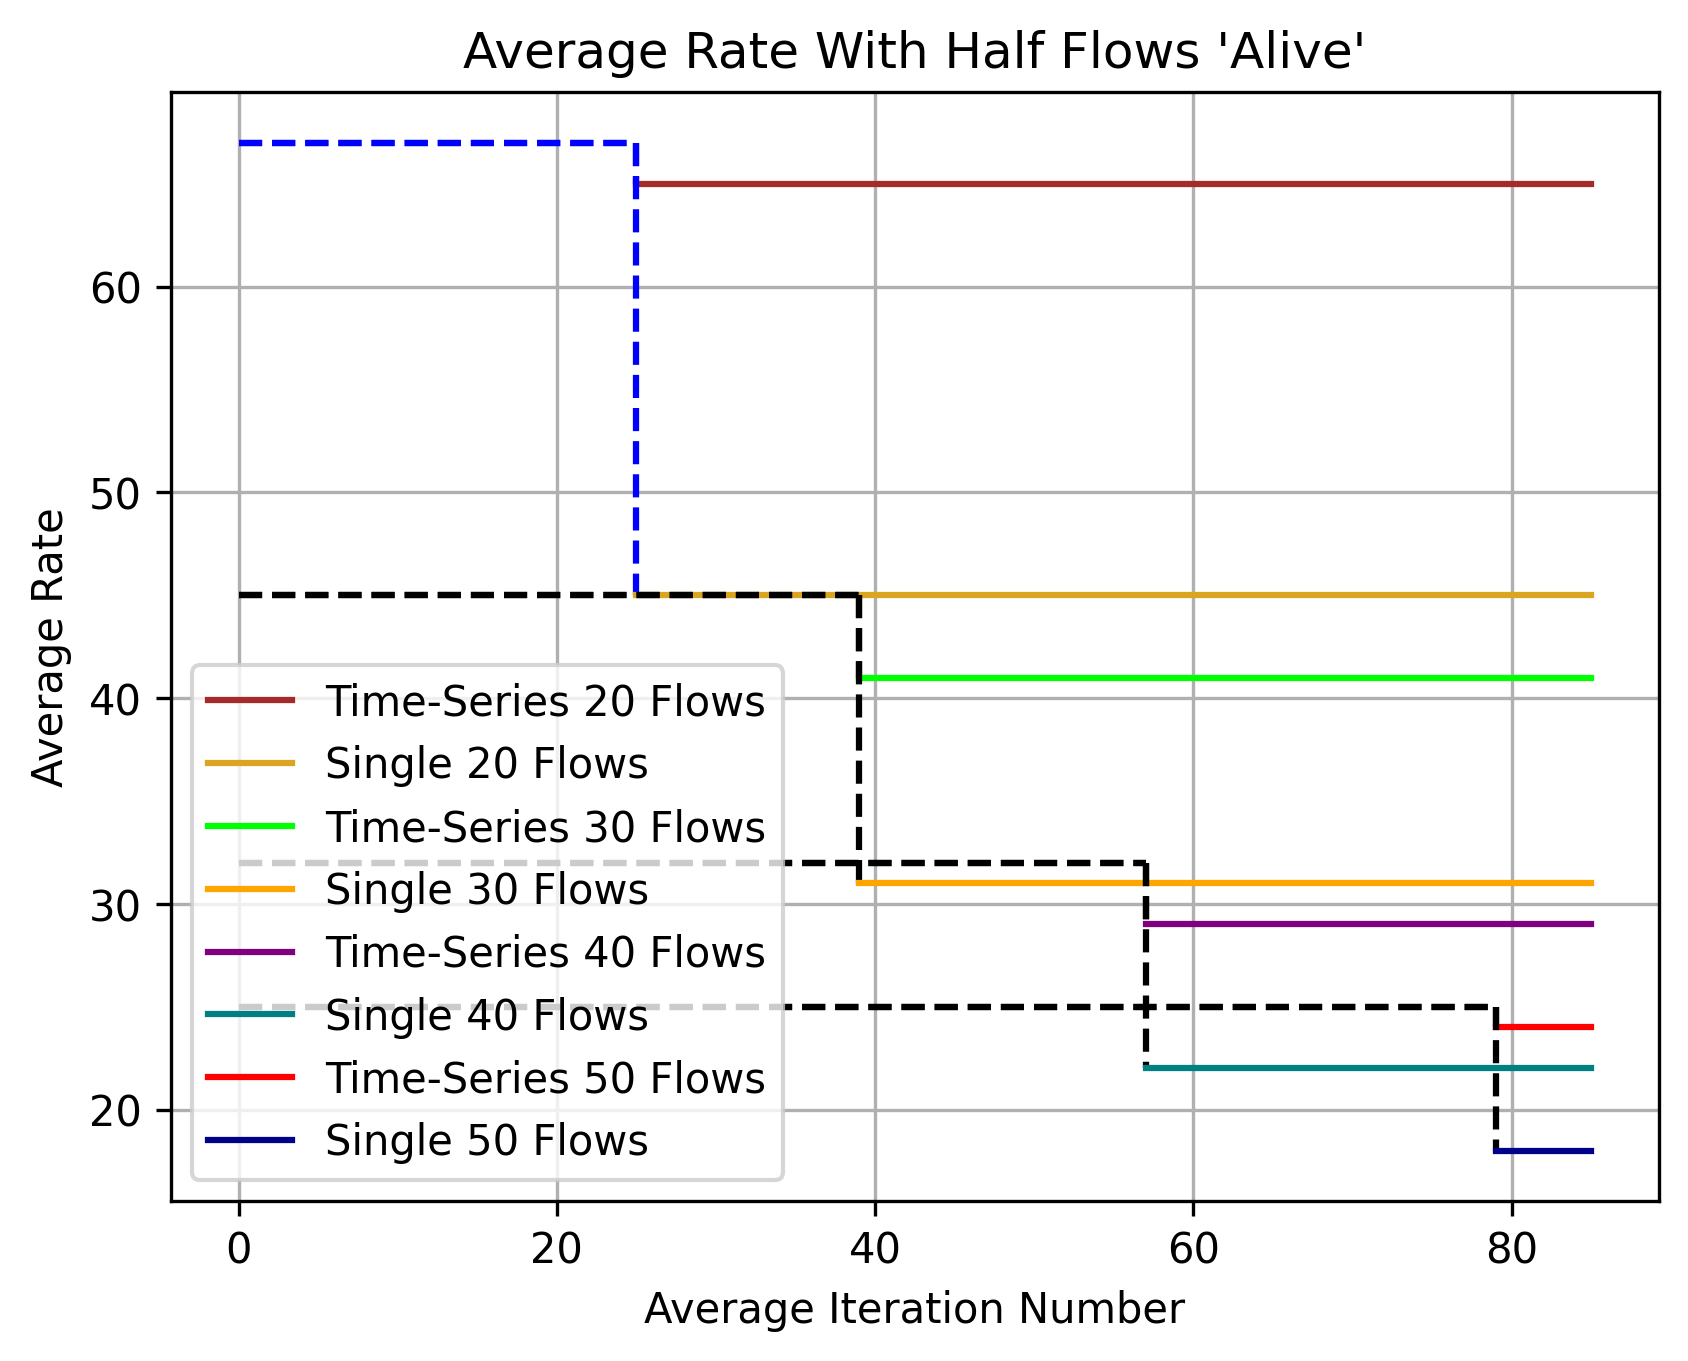 Average Rate With Half Flows 'Alive'
60
50
40
30
20
Average Rate
Time-Series 20 Flows
Single 20 Flows
Time-Series 30 Flows
Single 30 Flows
Time-Series 40 Flows
Single 40 Flows
Time-Series 50 Flows
Single 50 Flows
0 20 40 60 80
Average Iteration Number